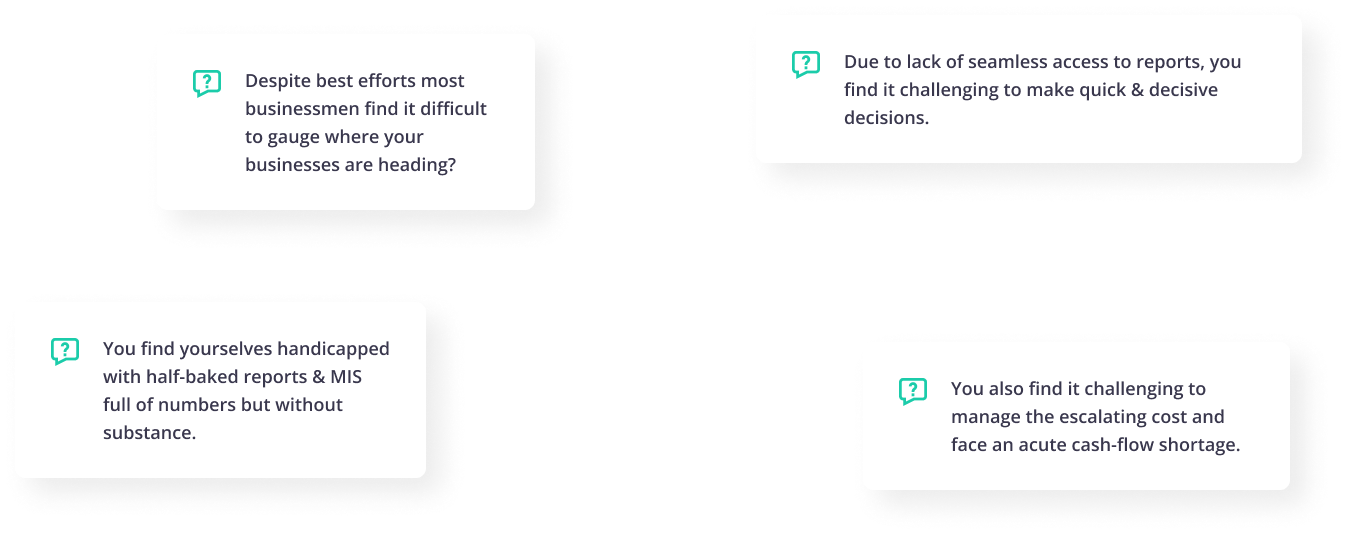 Despite best efforts most
businessmen find it difficult
to gauge where your
businesses are heading?
Due to lack of seamless access to reports, you
find it challenging to make quick & decisive
decisions.
You find yourselves handicapped
with half-baked reports & MIS
full of numbers but without
substance.
You also find it challenging to
manage the escalating cost and
face an acute cash-flow shortage.